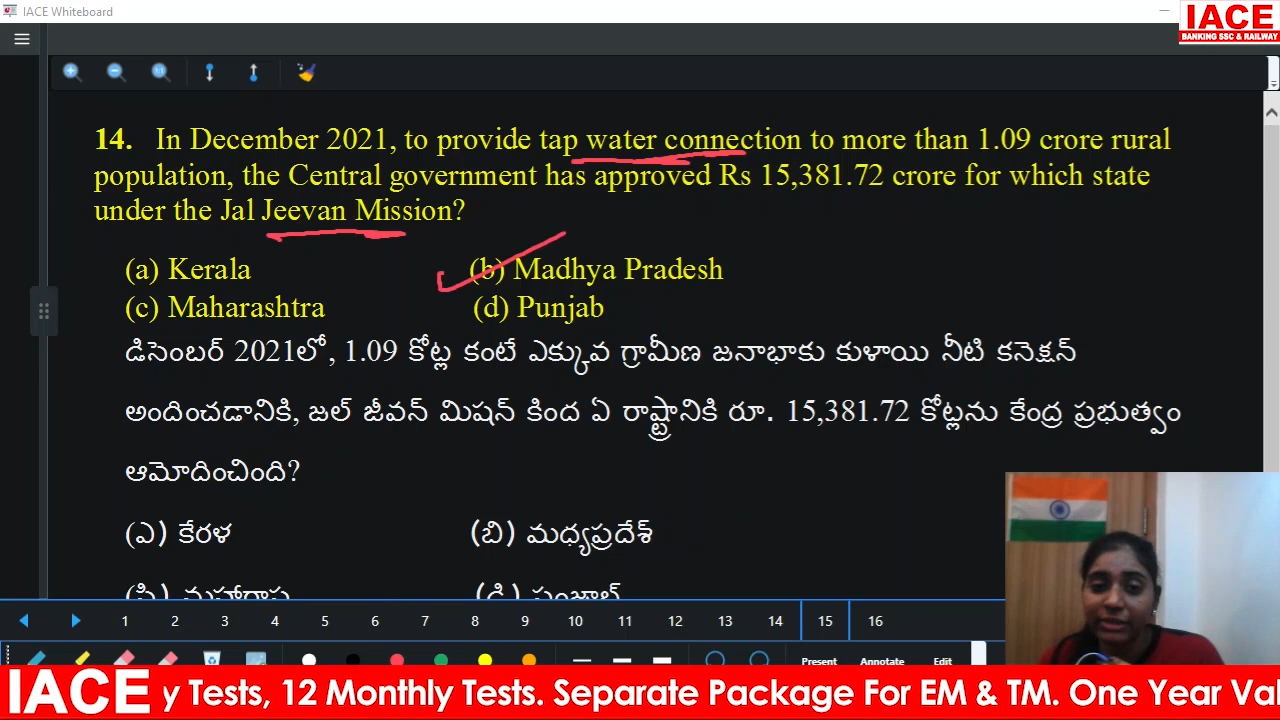 IACE Whiteboard
IACE
BANKING SSC & RAILWAY
14. In December 2021, to provide tap water connection to more than 1.09 crore rural
population, the Central government has approved Rs 15,381.72 crore for which state
under the Jal Jeevan Mission?
(a) Kerala (b) Madhya Pradesh
(c) Maharashtra (d) Punjab
డిసెంబర్ 2021లో, 1.09 కోట్ల కంటే ఎక్కువ గ్రామీణ జనాభాకు కుళాయి నీటి కనెక్షన్
అందించడానికి, జల్ జీవన్ మిషన్ కింద ఏ రాష్ట్రానికి రూ. 15,381.72 కోట్లను కేంద్ర ప్రభుత్వం
ఆమోదించింది?
(ఎ) కేరళ (బి) మధ్యప్రదేశ్
(సి) మహారాష్ట్ర (డి) పంజాబ్
1 2 3 4 5 6 7 8 9 10 11 12 13 14 15 16
Present Annotate Edit
IACE y Tests, 12 Monthly Tests. Separate Package For EM & TM. One Year Val